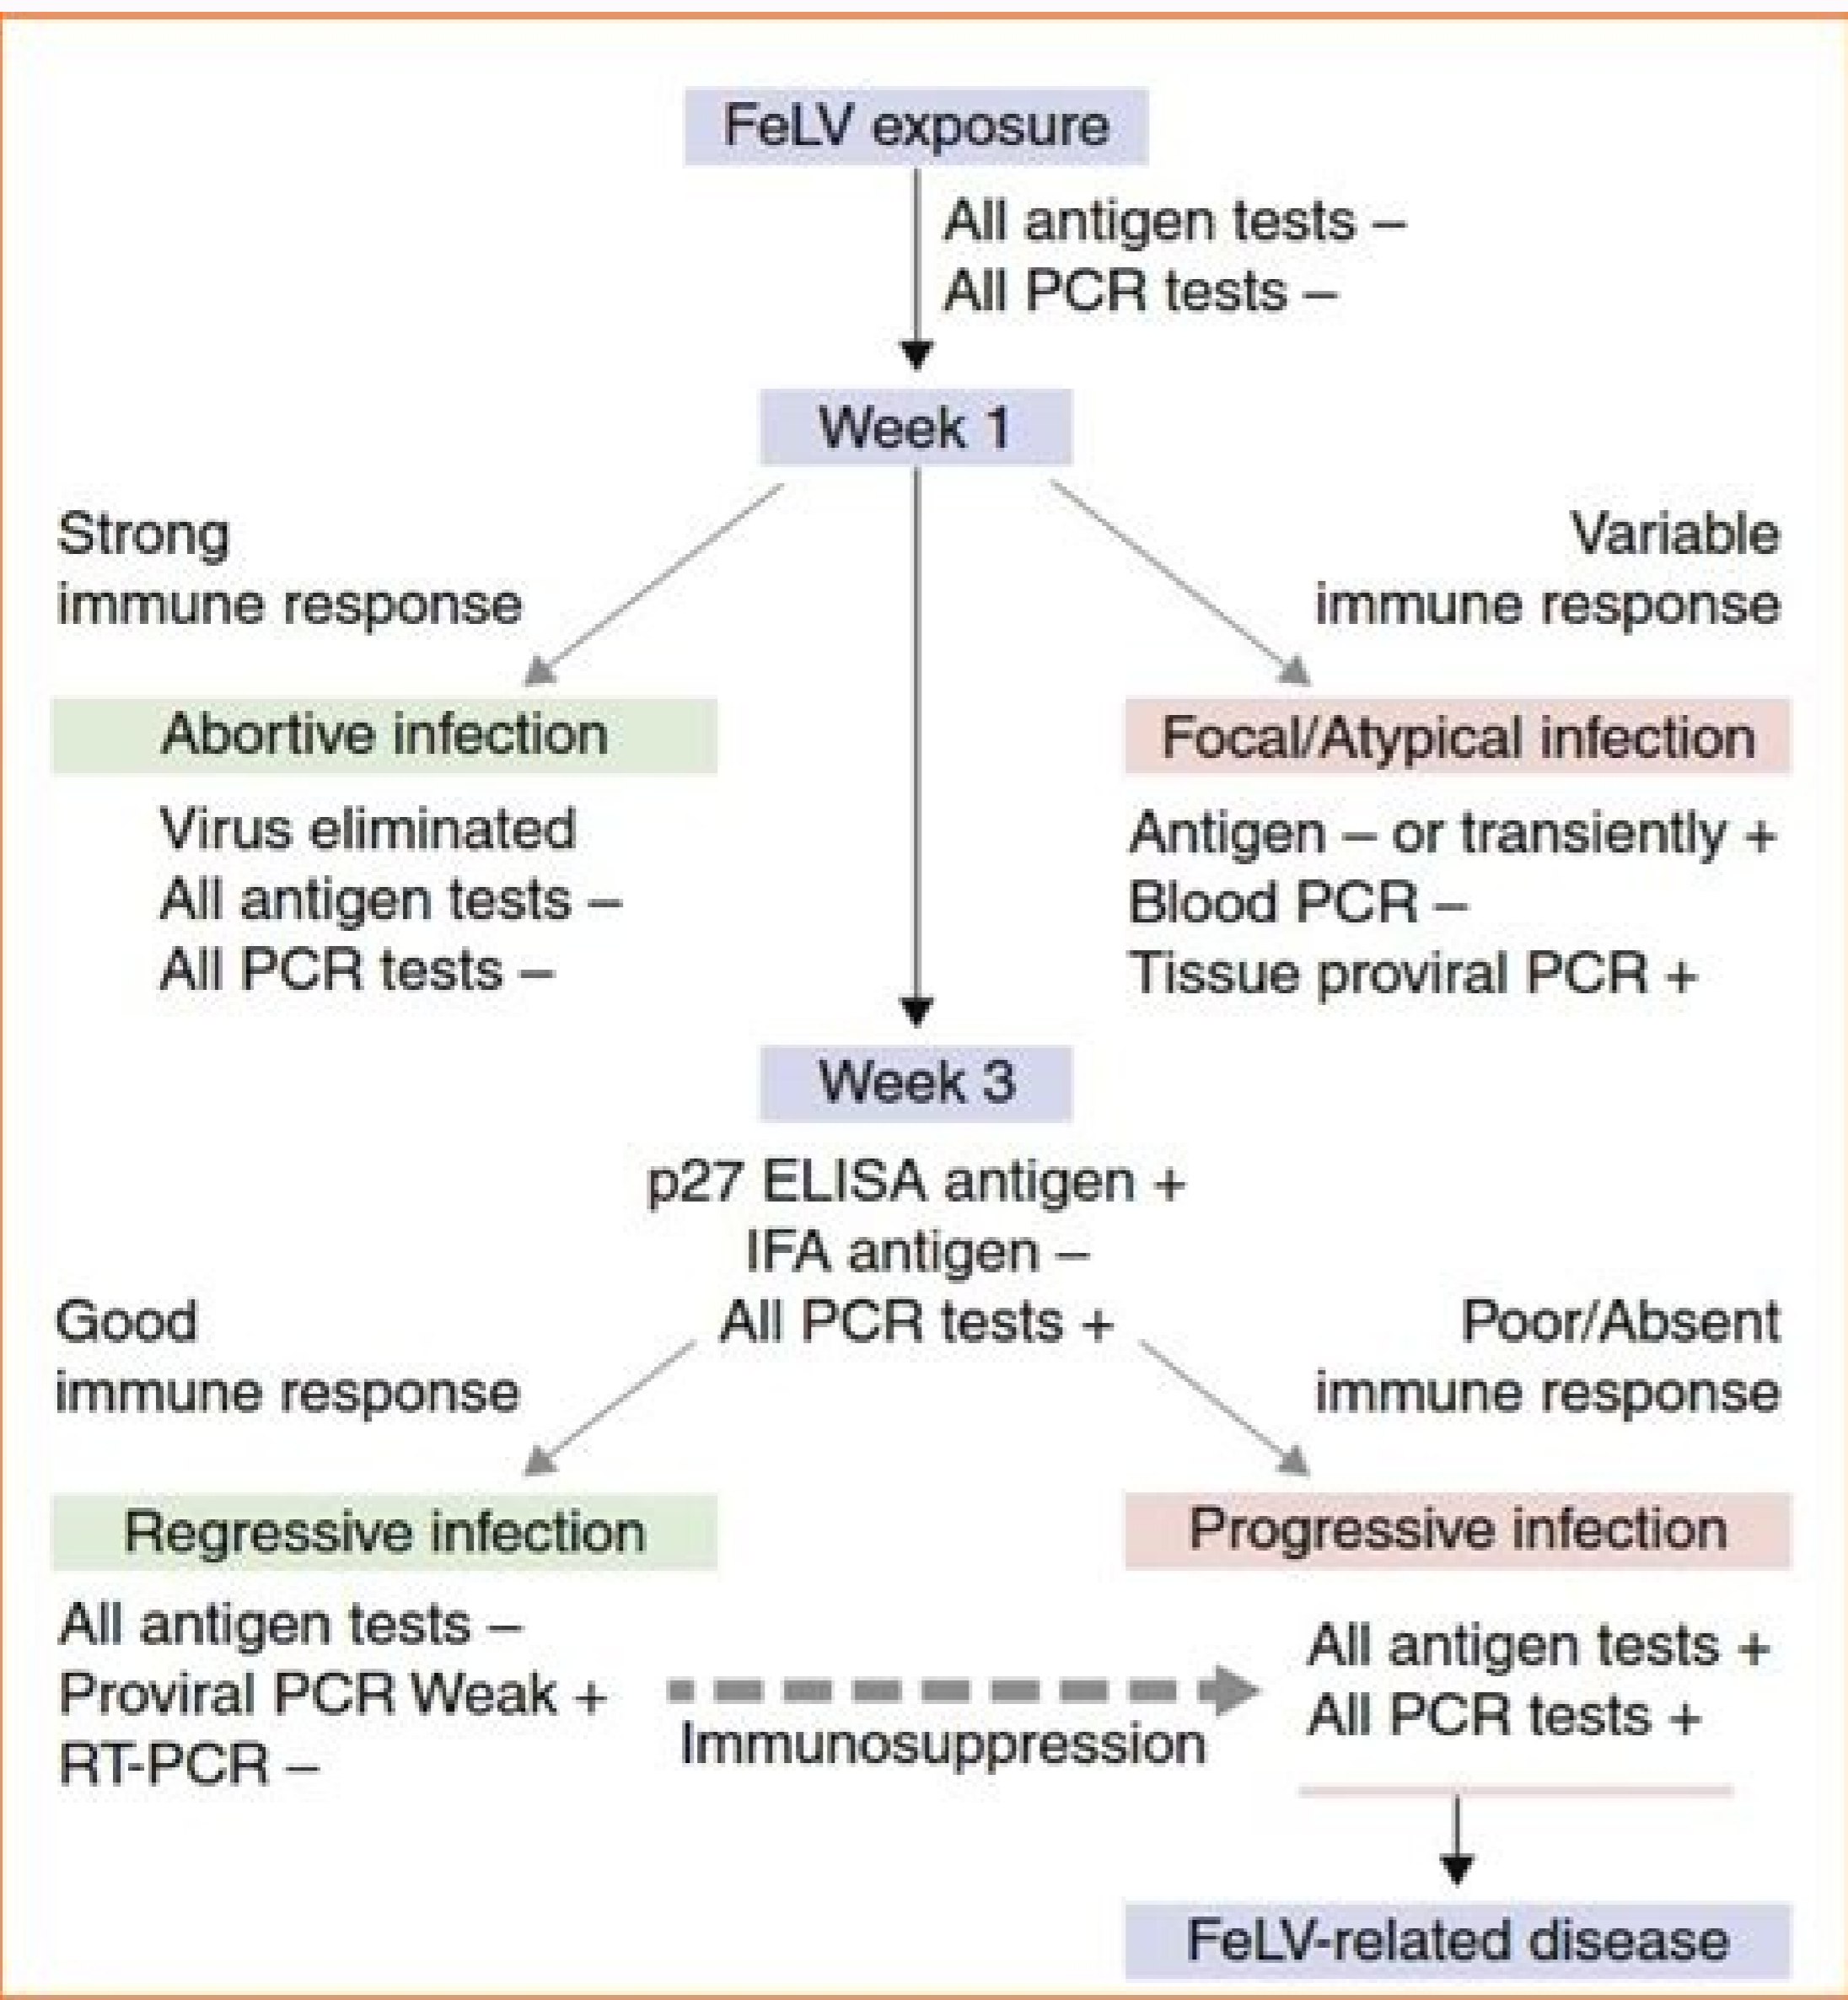 FeLV exposure
All antigen tests –
All PCR tests –
Week 1
Strong
immune response
Variable
immune response
Abortive infection
Virus eliminated
All antigen tests –
All PCR tests –
Focal/Atypical infection
Antigen – or transiently +
Blood PCR –
Tissue proviral PCR +
Week 3
p27 ELISA antigen +
IFA antigen –
All PCR tests +
Good
immune response
Poor/Absent
immune response
Regressive infection
All antigen tests –
Proviral PCR Weak +
RT-PCR –
Immunosuppression
Progressive infection
All antigen tests +
All PCR tests +
FeLV-related disease